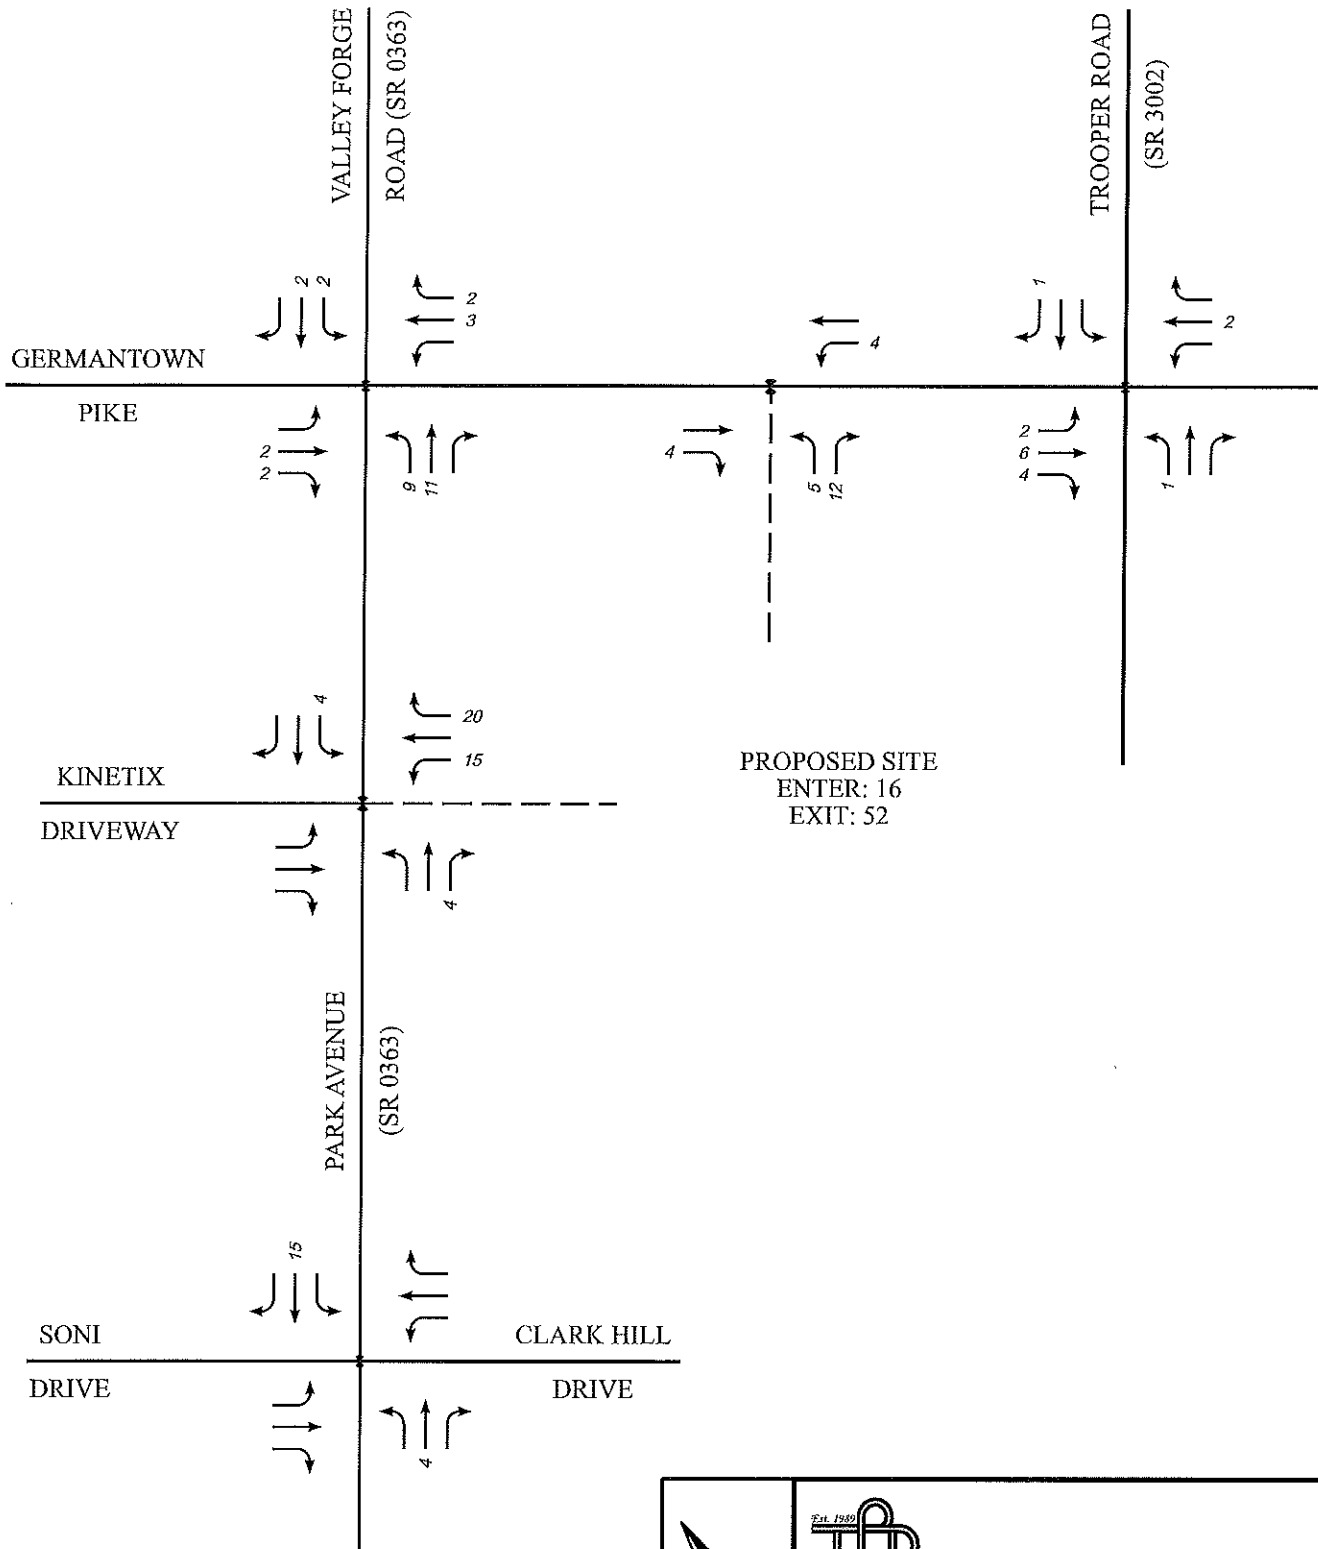 VALLEY FORGE
ROAD (SR 0363)
TROOPER ROAD
(SR 3002)
2 2
2
3
4
1
2
GERMANTOWN
PIKE
2
2
9 11
4
5 12
2
6
4
1
4
20
15
KINETIX
DRIVEWAY
4
PROPOSED SITE
ENTER: 16
EXIT: 52
PARK AVENUE
(SR 0363)
15
SONI
DRIVE
CLARK HILL
DRIVE
4
Est. 1989